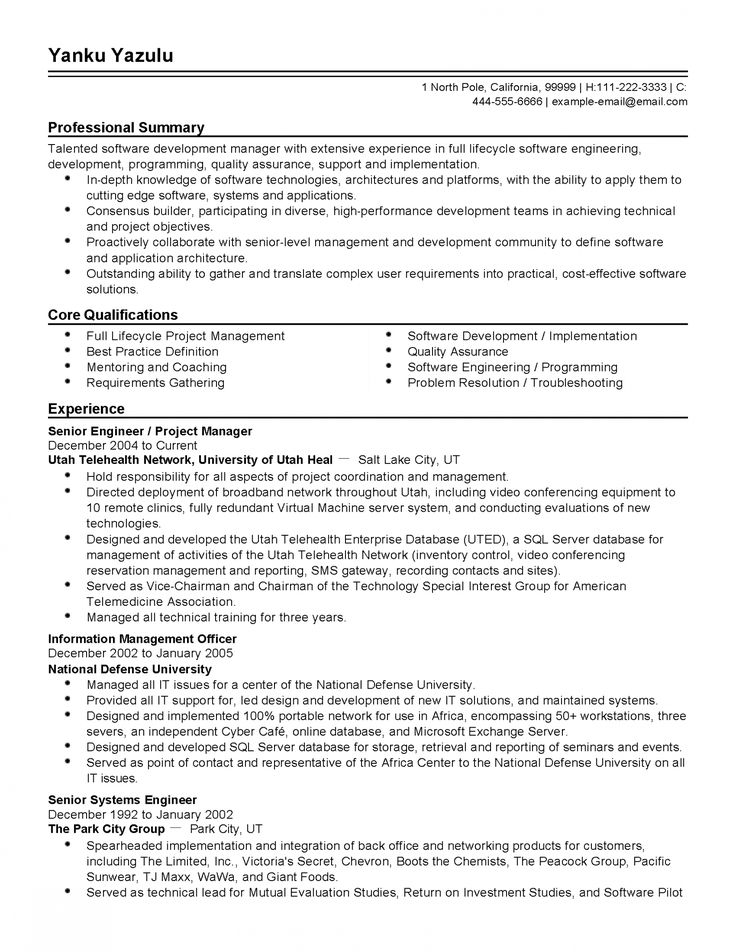 Yanku Yazulu
1 North Pole, California, 99999 | H:111-222-3333 | C:
444-555-6666 | example-email@email.com
Professional Summary
Talented software development manager with extensive experience in full lifecycle software engineering,
development, programming, quality assurance, support and implementation.
• In-depth knowledge of software technologies, architectures and platforms, with the ability to apply them to
cutting edge software, systems and applications.
• Consensus builder, participating in diverse, high-performance development teams in achieving technical
and project objectives.
• Proactively collaborate with senior-level management and development community to define software
and application architecture.
• Outstanding ability to gather and translate complex user requirements into practical, cost-effective software
solutions.
Core Qualifications
• Full Lifecycle Project Management
• Best Practice Definition
• Mentoring and Coaching
• Requirements Gathering
• Software Development / Implementation
• Quality Assurance
• Software Engineering / Programming
• Problem Resolution / Troubleshooting
Experience
Senior Engineer / Project Manager
December 2004 to Current
Utah Telehealth Network, University of Utah Heal — Salt Lake City, UT
• Hold responsibility for all aspects of project coordination and management.
• Directed deployment of broadband network throughout Utah, including video conferencing equipment to
10 remote clinics, fully redundant Virtual Machine server system, and conducting evaluations of new
technologies.
• Designed and developed the Utah Telehealth Enterprise Database (UTED), a SQL Server database for
management of activities of the Utah Telehealth Network (inventory control, video conferencing
reservation management and reporting, SMS gateway, recording contacts and sites).
• Served as Vice-Chairman and Chairman of the Technology Special Interest Group for American
Telemedicine Association.
• Managed all technical training for three years.
Information Management Officer
December 2002 to January 2005
National Defense University
• Managed all IT issues for a center of the National Defense University.
• Provided all IT support for, led design and development of new IT solutions, and maintained systems.
• Designed and implemented 100% portable network for use in Africa, encompassing 50+ workstations, three
severs, an independent Cyber Café, online database, and Microsoft Exchange Server.
• Designed and developed SQL Server database for storage, retrieval and reporting of seminars and events.
• Served as point of contact and representative of the Africa Center to the National Defense University on all
IT issues.
Senior Systems Engineer
December 1992 to January 2002
The Park City Group — Park City, UT
• Spearheaded implementation and integration of back office and networking products for customers,
including The Limited, Inc., Victoria's Secret, Chevron, Boots the Chemists, The Peacock Group, Pacific
Sunwear, TJ Maxx, WaWa, and Giant Foods.
• Served as technical lead for Mutual Evaluation Studies, Return on Investment Studies, and Software Pilot